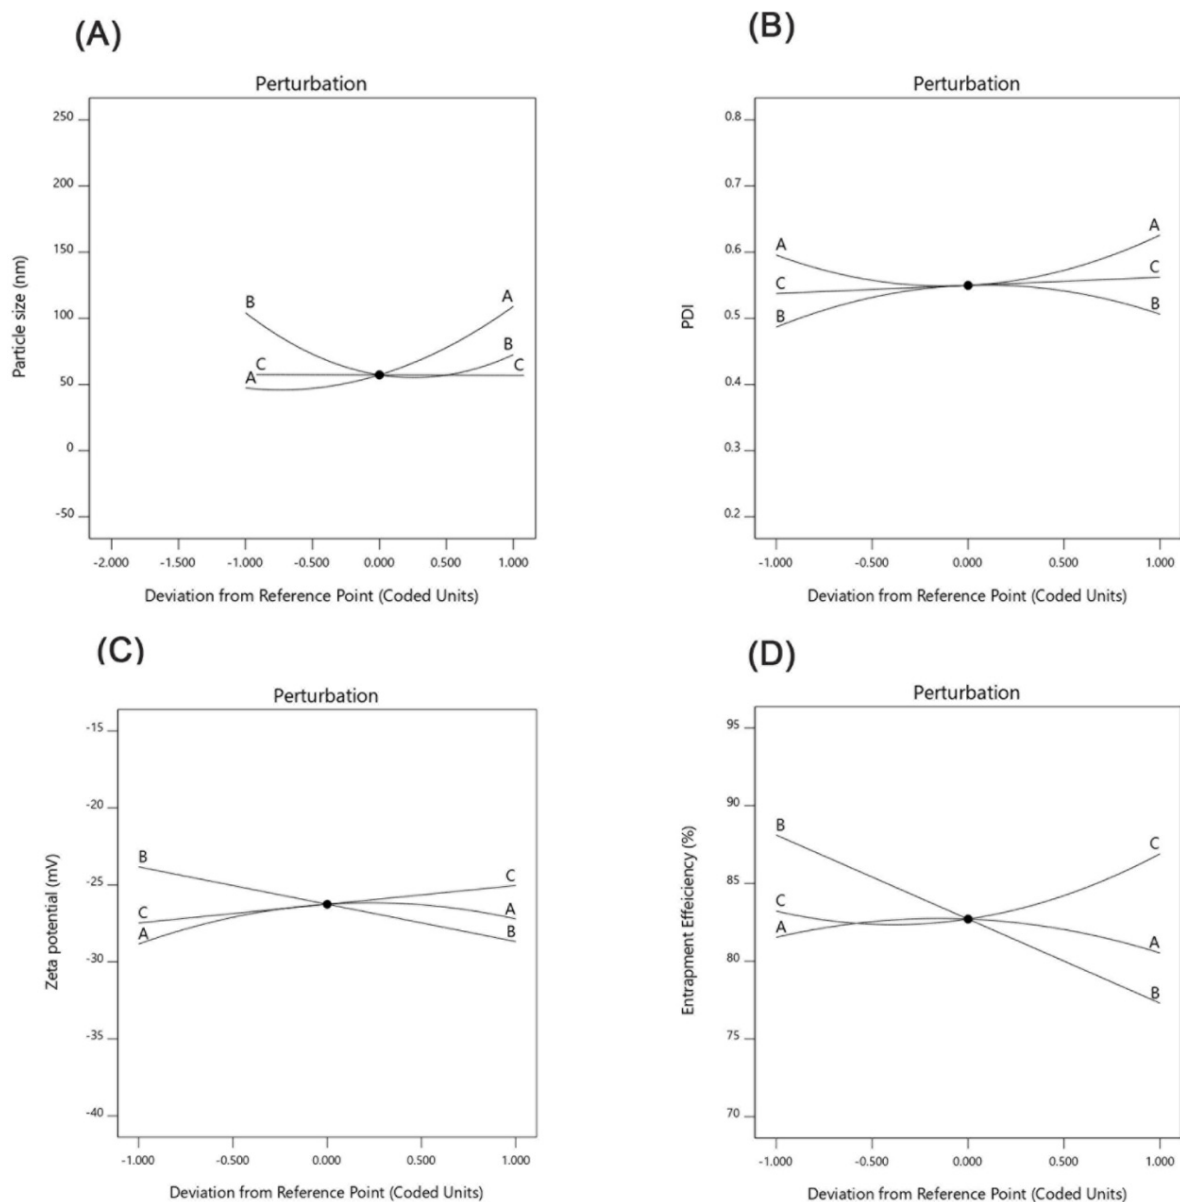 (A)
Perturbation
250
200
150
100
50
0
-50
Particle size (nm)
B
A
B
C
C
A
-2.000 -1.500 -1.000 -0.500 0.000 0.500 1.000
Deviation from Reference Point (Coded Units)
(B)
Perturbation
0.8
0.7
0.6
0.5
0.4
0.3
0.2
PDI
A
A
C
C
B
B
-1.000 -0.500 0.000 0.500 1.000
Deviation from Reference Point (Coded Units)
(C)
Perturbation
-15
-20
-25
-30
-35
-40
Zeta potential (mV)
B
C
C
A
A
B
-1.000 -0.500 0.000 0.500 1.000
Deviation from Reference Point (Coded Units)
(D)
Perturbation
95
90
85
80
75
70
Entrapment Effeiciency (%)
B
C
C
A
A
B
-1.000 -0.500 0.000 0.500 1.000
Deviation from Reference Point (Coded Units)